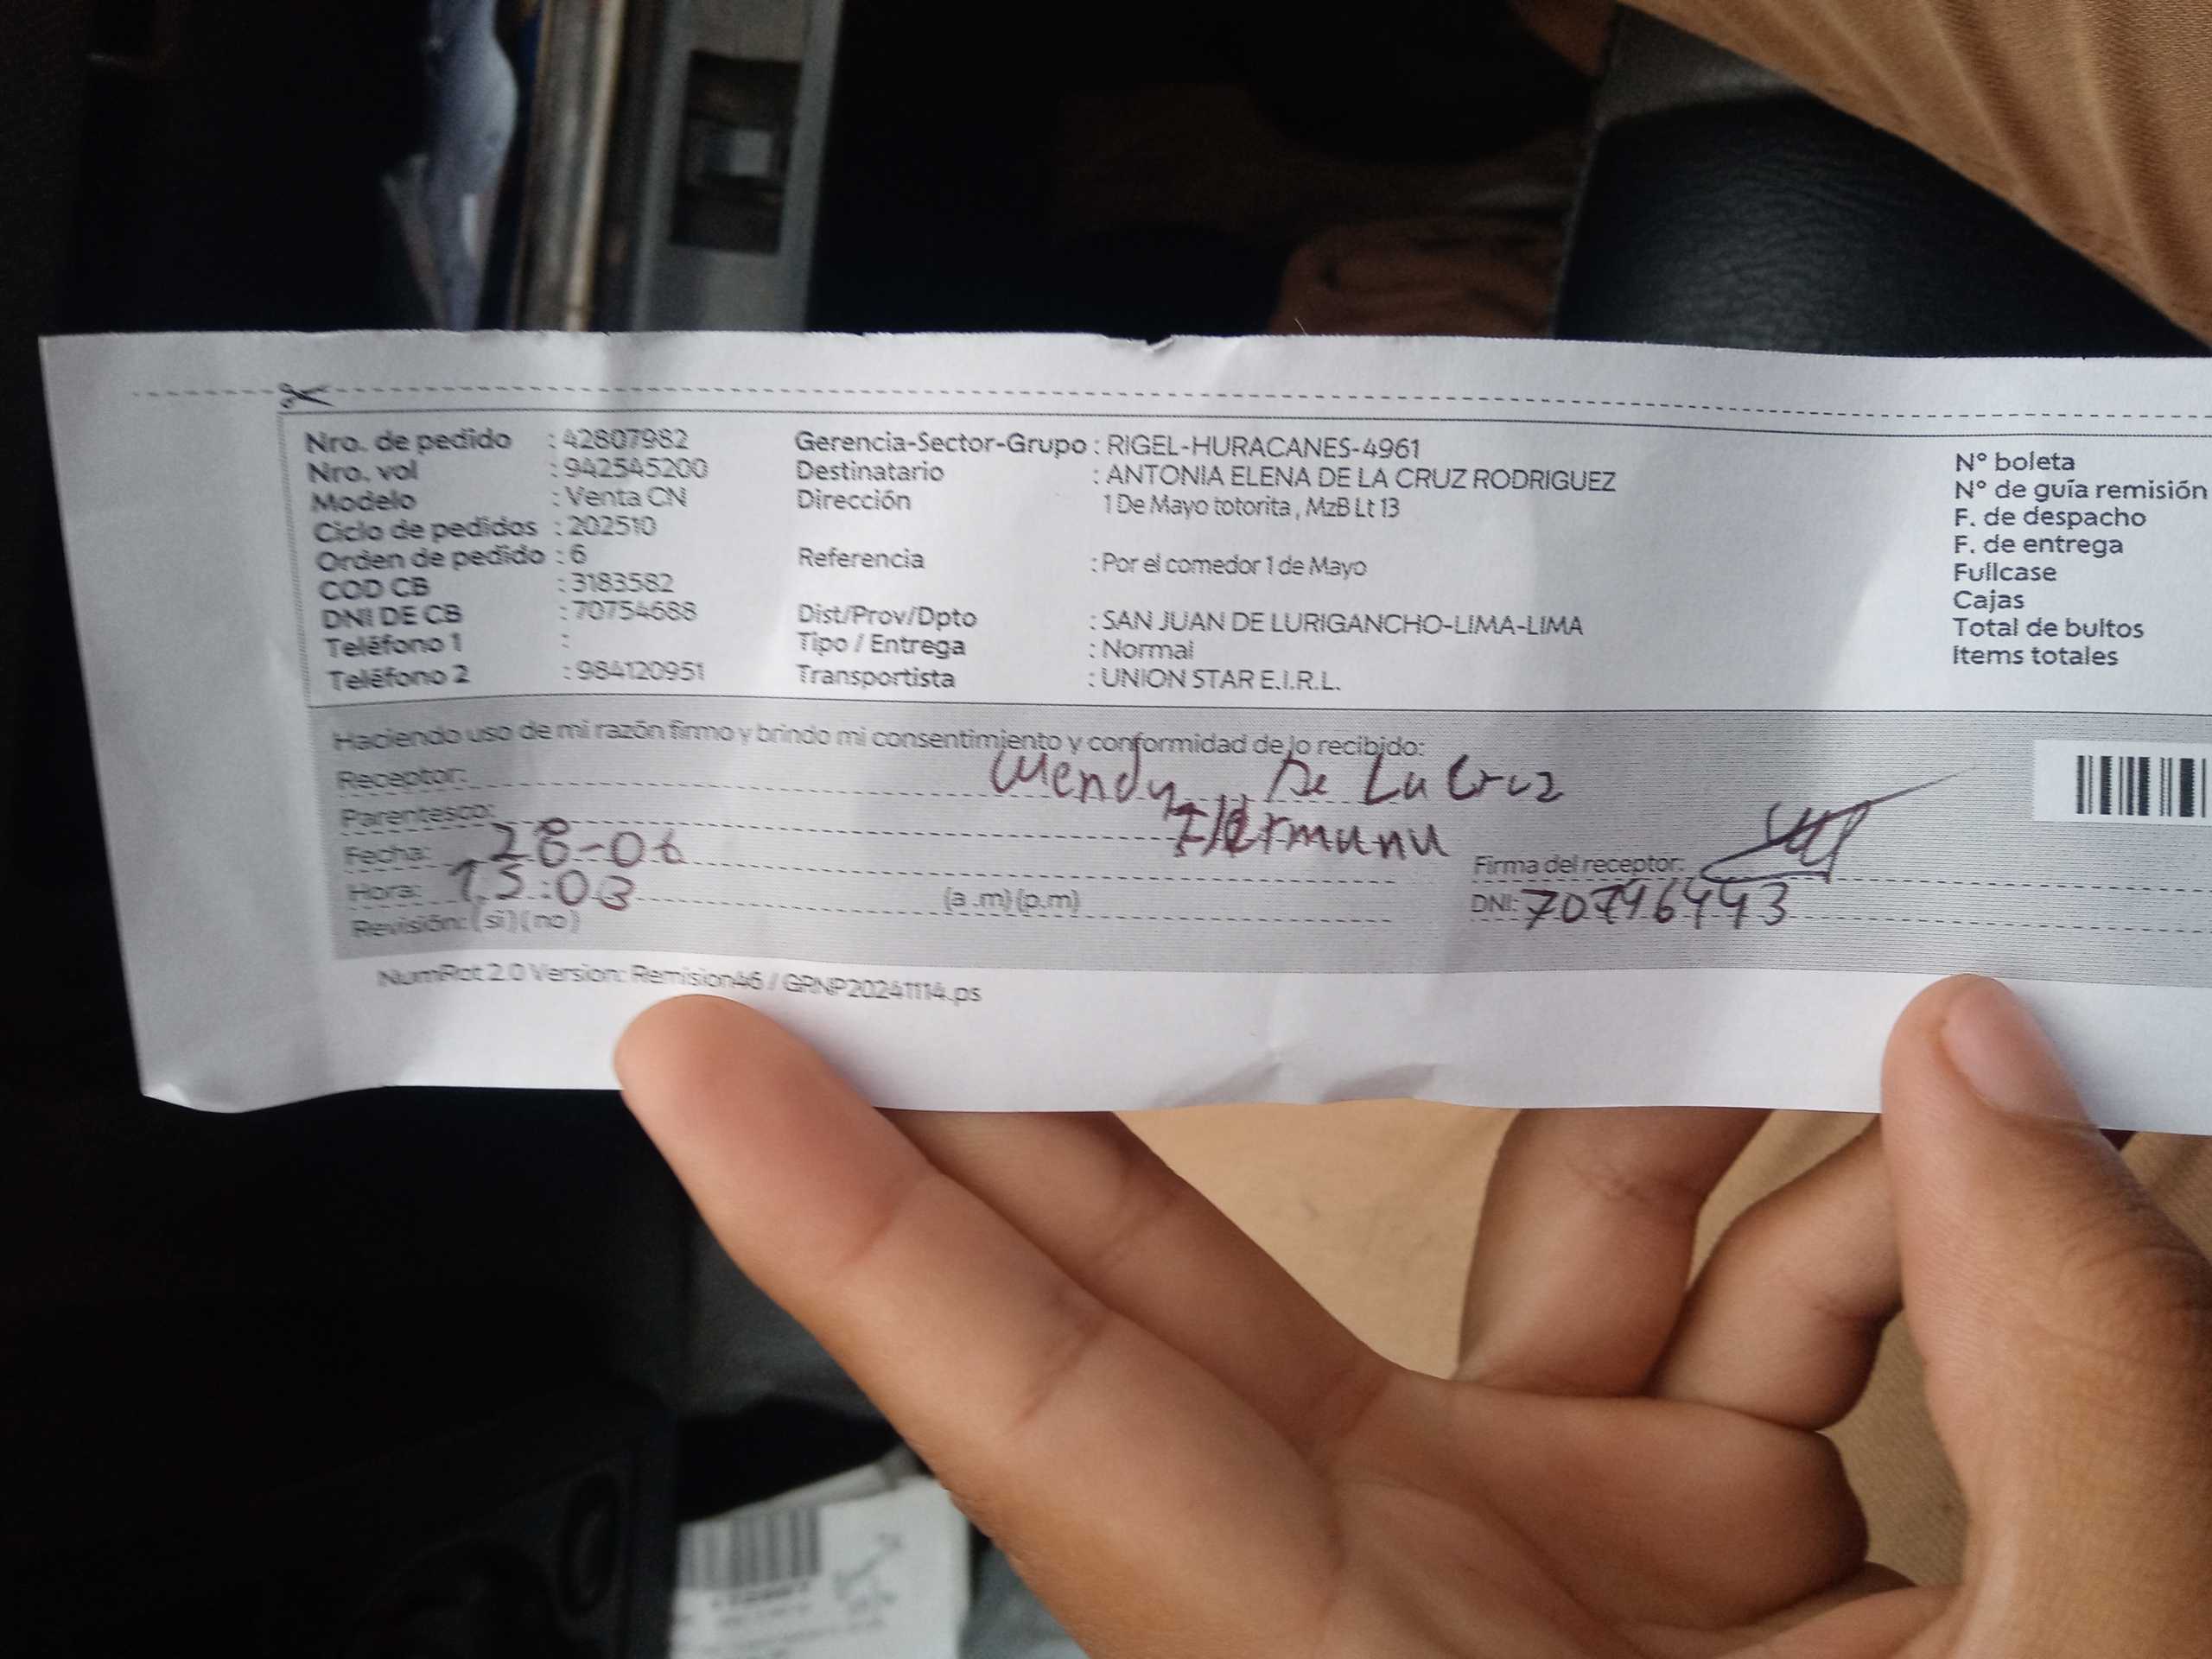 Nro. de pedido : 42807982
Nro. vol : 942545200
Modelo : Venta CN
Ciclo de pedidos : 202510
Orden de pedido : 6
COD CB : 3183582
DNI DE CB : 70754688
Teléfono 1 :
Teléfono 2 : 984120951
Gerencia-Sector-Grupo : RIGEL-HURACANES-4961
Destinatario : ANTONIA ELENA DE LA CRUZ RODRIGUEZ
Dirección 1 De Mayo totorita , MzB Lt 13
Referencia : Por el comedor 1 de Mayo
Dist/Prov/Dpto : SAN JUAN DE LURIGANCHO-LIMA-LIMA
Tipo / Entrega : Normal
Transportista : UNION STAR E.I.R.L.
N° boleta
N° de guía remisión
F. de despacho
F. de entrega
Fullcase
Cajas
Total de bultos
Items totales
Haciendo uso de mi razón firmo y brindo mi consentimiento y conformidad de lo recibido:
Receptor: Wendy De La Cruz
Parentesco: Hermana
Fecha: 28-06
Hora: 15:03 (a .m) (p.m)
Revisión: (si) (no)
Firma del receptor:
DNI: 70796443
NumRot 2.0 Version: Remision46 / GRNP20241114.ps